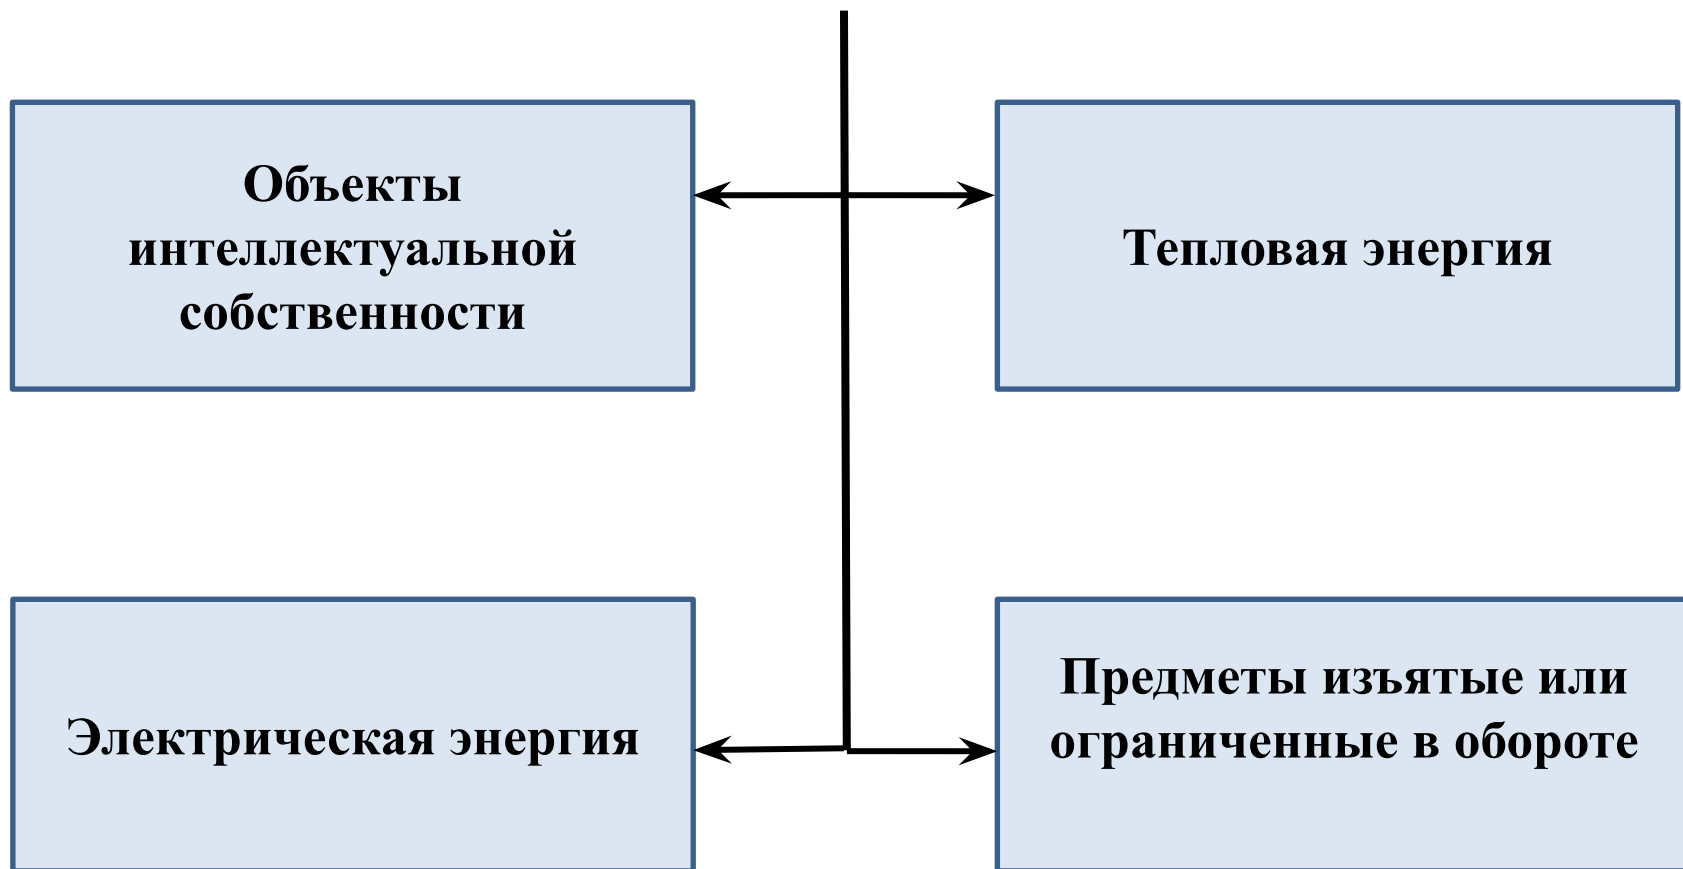 Объекты
интеллектуальной
собственности
Тепловая энергия
Электрическая энергия
Предметы изъятые или
ограниченные в обороте